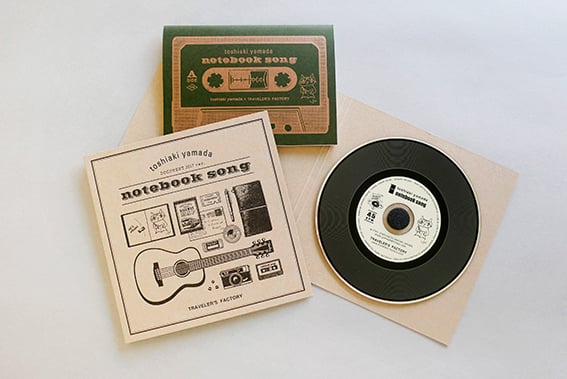 toshiaki yamada
notebook song
A
side
toshiaki yamada × TRAVELER'S FACTORY
toshiaki yamada
notebook song
TRAVELER'S FACTORY
toshiaki yamada
notebook song
45
TRAVELER'S FACTORY